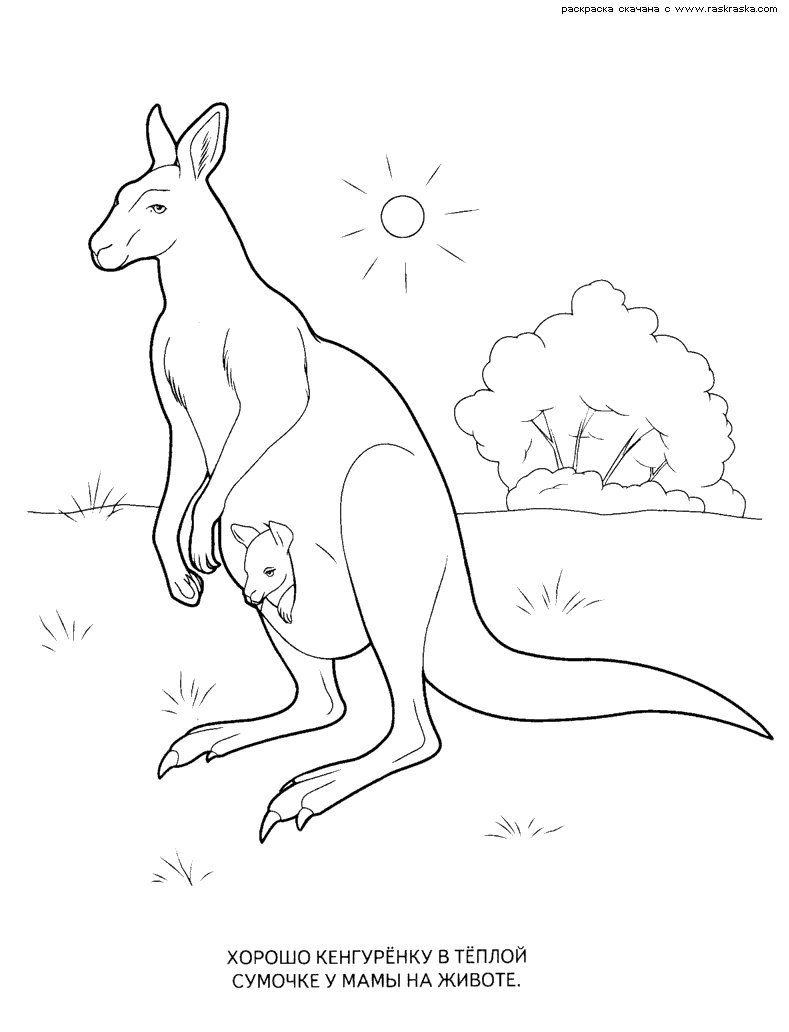 раскраска скачана с www.raskraska.com
ХОРОШО КЕНГУРЁНКУ В ТЁПЛОЙ
СУМОЧКЕ У МАМЫ НА ЖИВОТЕ.